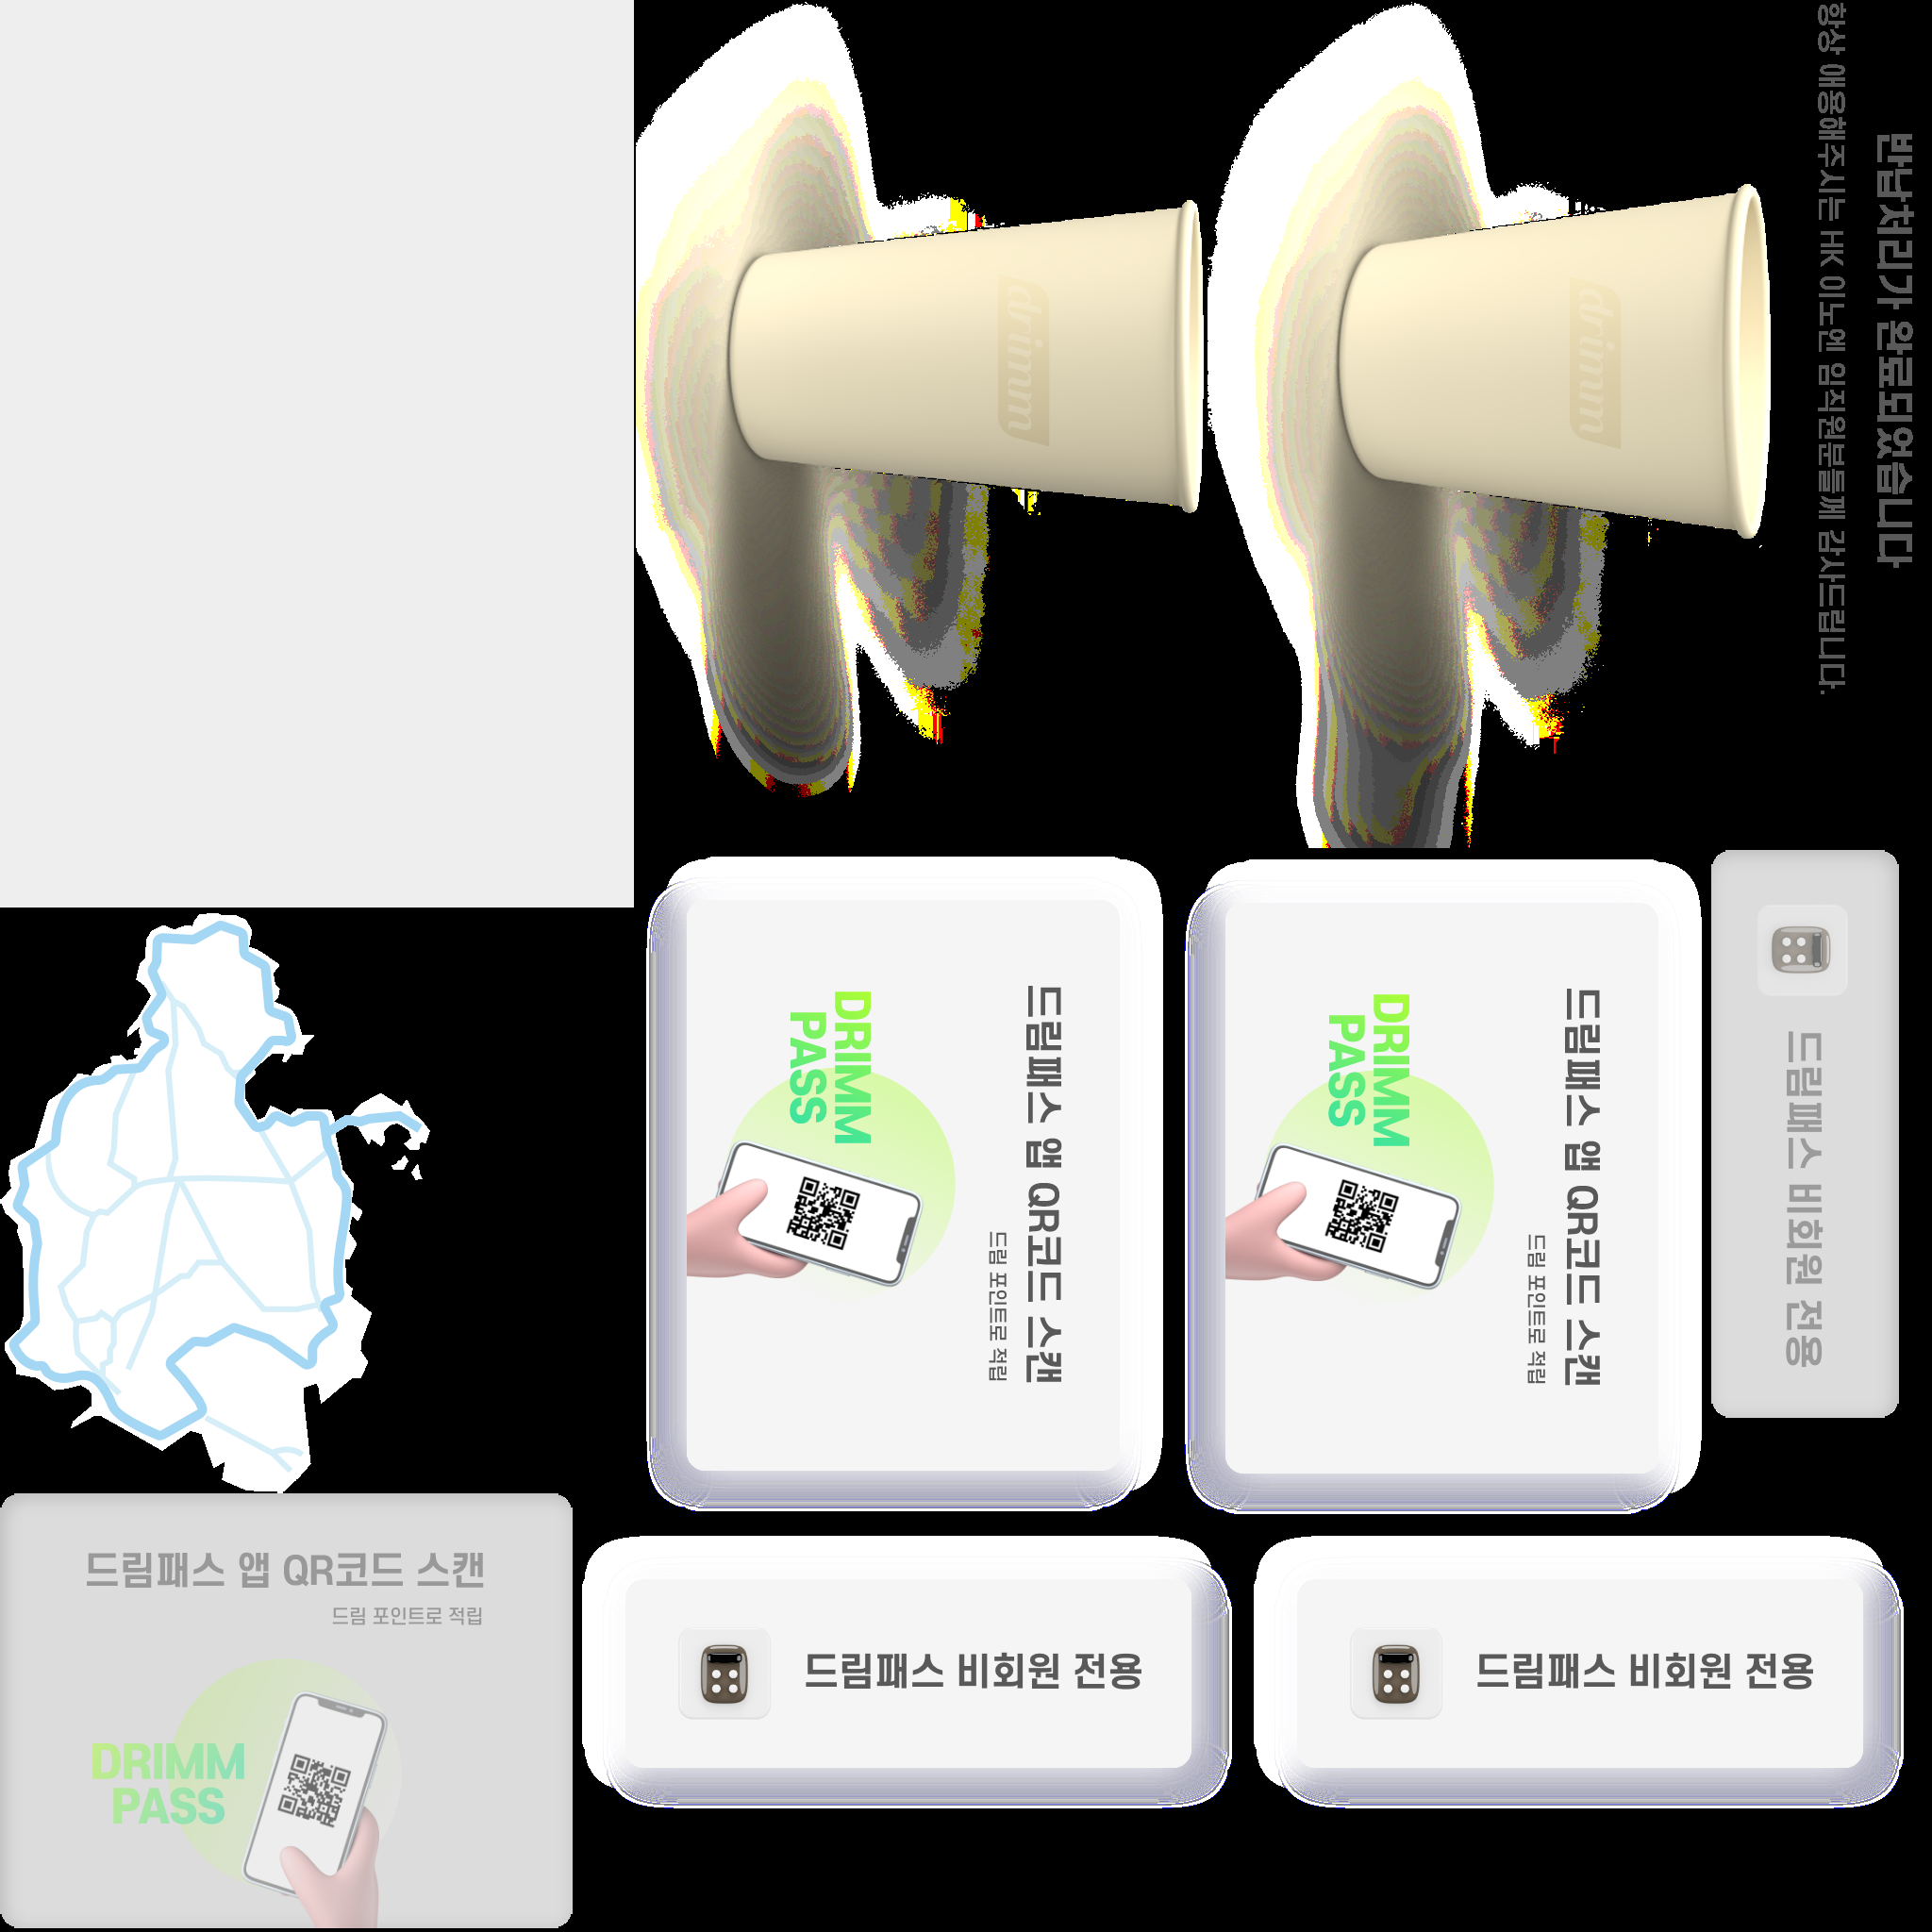 반납처리가 완료되었습니다
항상 애용해주시는 HK 이노엔 임직원분들께 감사드립니다.
drimm
drimm
드림패스 앱 QR코드 스캔
드림 포인트로 적립
DRIMM
PASS
드림패스 앱 QR코드 스캔
드림 포인트로 적립
DRIMM
PASS
드림패스 비회원 전용
드림패스 앱 QR코드 스캔
드림 포인트로 적립
DRIMM
PASS
드림패스 비회원 전용
드림패스 비회원 전용